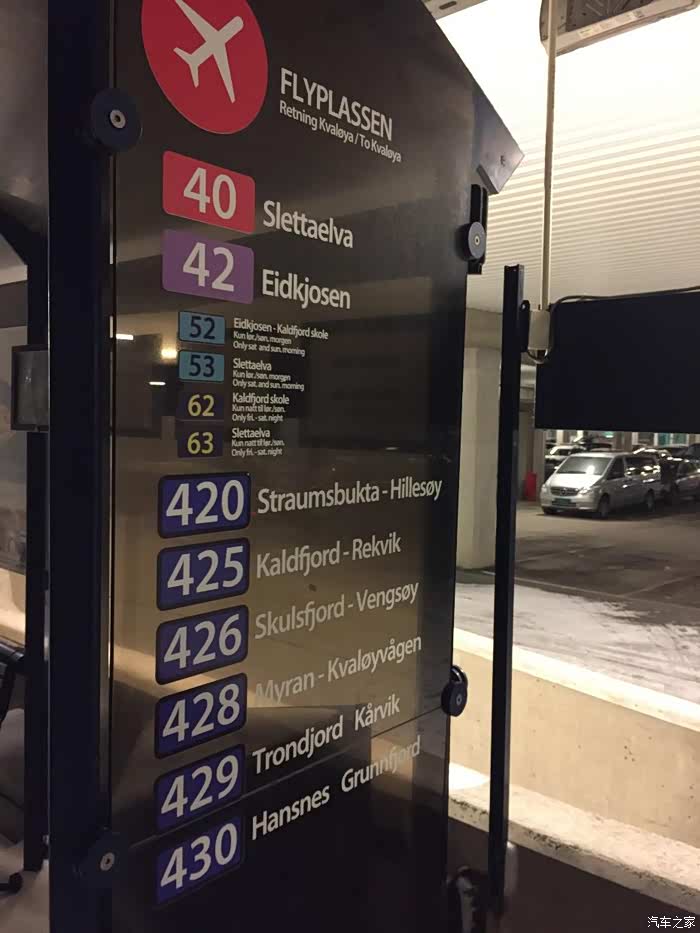 FLYPLASSEN
Retning Kvaløya / To Kvaløya
40 Slettaelva
42 Eidkjosen
52 Eidkjosen - Kaldfjord skole
Kun lør./søn. morgen
Only sat. and sun. morning
53 Slettaelva
Kun lør./søn. morgen
Only sat. and sun. morning
62 Kaldfjord skole
Kun natt til lør./søn.
Only fri. - sat. night
63 Slettaelva
Kun natt til lør./søn.
Only fri. - sat. night
420 Straumsbukta - Hillesøy
425 Kaldfjord - Rekvik
426 Skulsfjord - Vengsøy
428 Myran - Kvaløyvågen
429 Trondjord Kårvik
430 Hansnes Grunnfjord
汽车之家